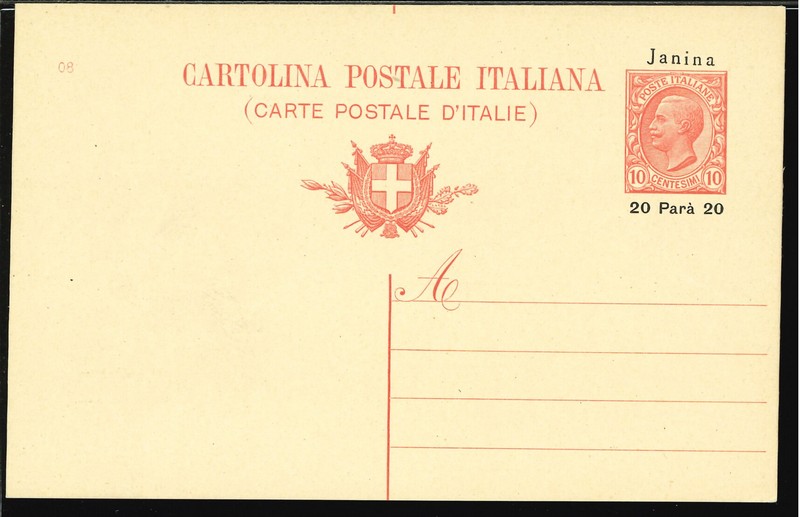 08
Janina
CARTOLINA POSTALE ITALIANA
(CARTE POSTALE D'ITALIE)
POSTE ITALIANE
10 CENTESIMI 10
20 Parà 20
A